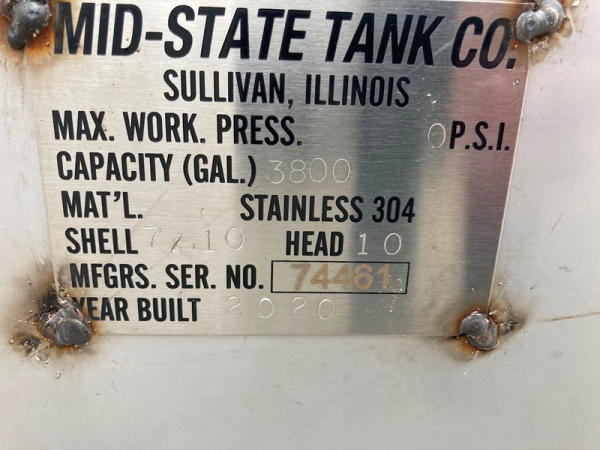 MID-STATE TANK CO.
SULLIVAN, ILLINOIS
MAX. WORK. PRESS. 0 P.S.I.
CAPACITY (GAL.) 3800
MAT'L. STAINLESS 304
SHELL 7/10 HEAD 10
MFGRS. SER. NO. 74461
YEAR BUILT 2020